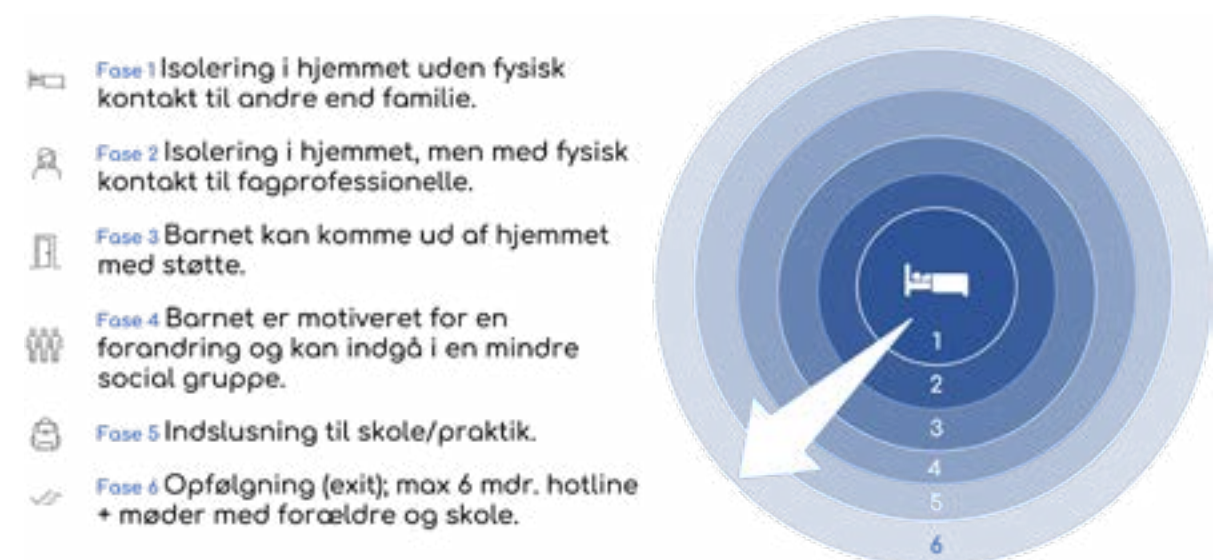 Fase 1 Isolering i hjemmet uden fysisk
kontakt til andre end familie.
Fase 2 Isolering i hjemmet, men med fysisk
kontakt til fagprofessionelle.
Fase 3 Barnet kan komme ud af hjemmet
med støtte.
Fase 4 Barnet er motiveret for en
forandring og kan indgå i en mindre
social gruppe.
Fase 5 Indslusning til skole/praktik.
Fase 6 Opfølgning (exit); max 6 mdr. hotline
+ møder med forældre og skole.
1
2
3
4
5
6